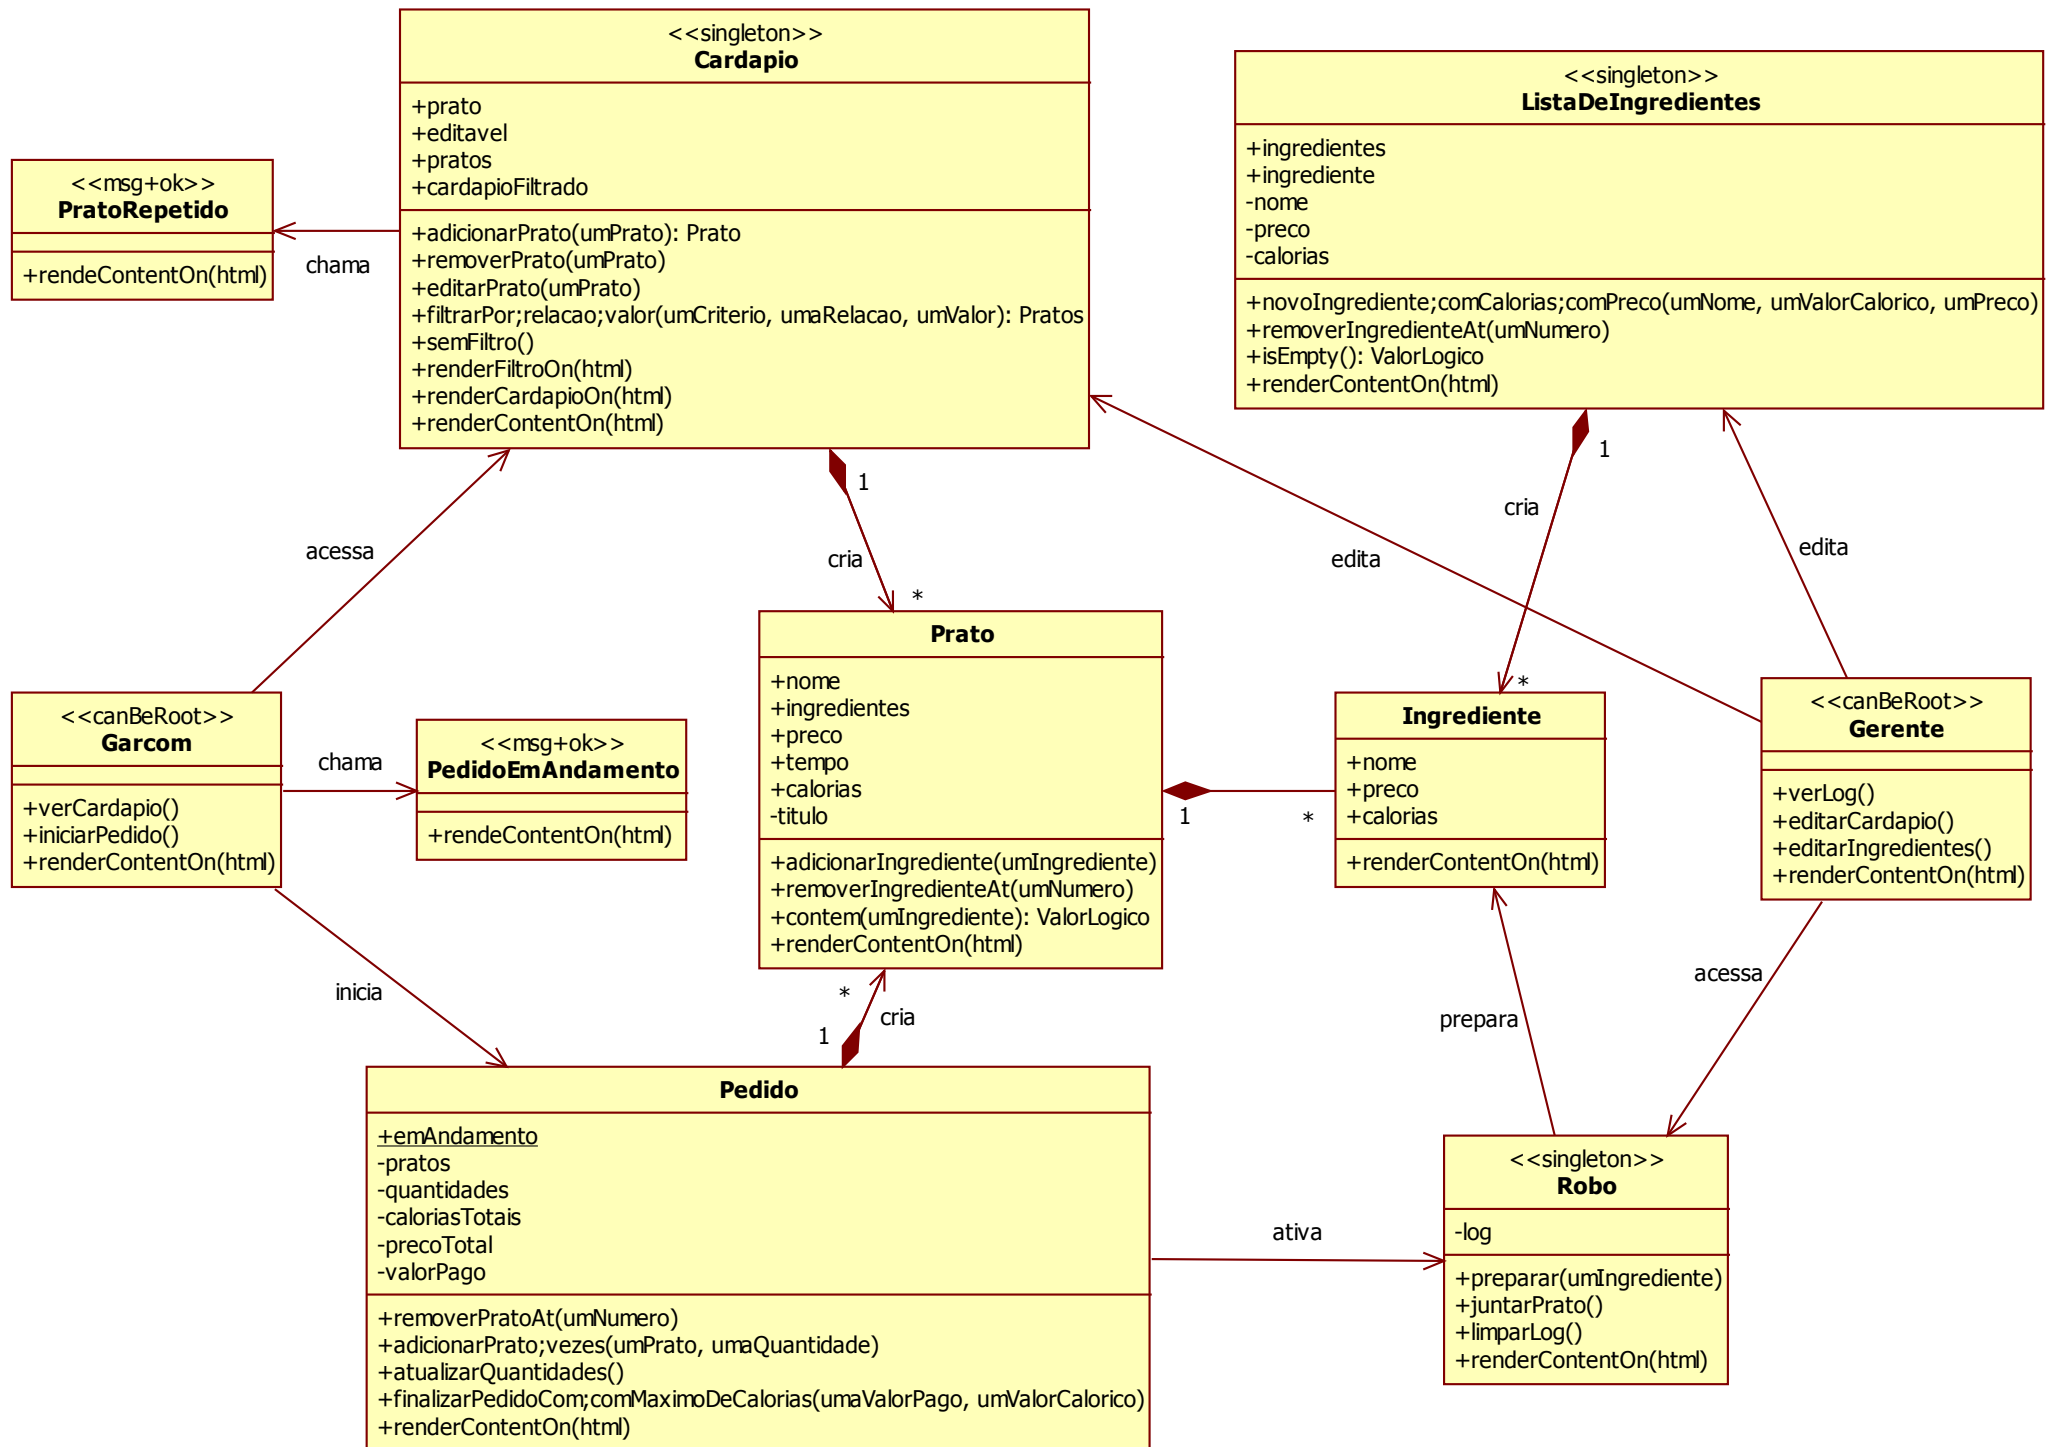 <<singleton>>
Cardapio
+prato
+editavel
+pratos
+cardapioFiltrado
+adicionarPrato(umPrato): Prato
+removerPrato(umPrato)
+editarPrato(umPrato)
+filtrarPor;relacao;valor(umCriterio, umaRelacao, umValor): Pratos
+semFiltro()
+renderFiltroOn(html)
+renderCardapioOn(html)
+renderContentOn(html)
<<singleton>>
ListaDeIngredientes
+ingredientes
+ingrediente
-nome
-preco
-calorias
+novoIngrediente;comCalorias;comPreco(umNome, umValorCalorico, umPreco)
+removerIngredienteAt(umNumero)
+isEmpty(): ValorLogico
+renderContentOn(html)
<<msg+ok>>
PratoRepetido
+rendeContentOn(html)
chama
1
1
cria
acessa
cria
edita
edita
*
*
Prato
+nome
+ingredientes
+preco
+tempo
+calorias
-titulo
+adicionarIngrediente(umIngrediente)
+removerIngredienteAt(umNumero)
+contem(umIngrediente): ValorLogico
+renderContentOn(html)
<<canBeRoot>>
Garcom
+verCardapio()
+iniciarPedido()
+renderContentOn(html)
chama
<<msg+ok>>
PedidoEmAndamento
+rendeContentOn(html)
Ingrediente
+nome
+preco
+calorias
+renderContentOn(html)
1
*
<<canBeRoot>>
Gerente
+verLog()
+editarCardapio()
+editarIngredientes()
+renderContentOn(html)
inicia
*
cria
1
prepara
acessa
Pedido
+emAndamento
-pratos
-quantidades
-caloriasTotais
-precoTotal
-valorPago
+removerPratoAt(umNumero)
+adicionarPrato;vezes(umPrato, umaQuantidade)
+atualizarQuantidades()
+finalizarPedidoCom;comMaximoDeCalorias(umaValorPago, umValorCalorico)
+renderContentOn(html)
ativa
<<singleton>>
Robo
-log
+preparar(umIngrediente)
+juntarPrato()
+limparLog()
+renderContentOn(html)